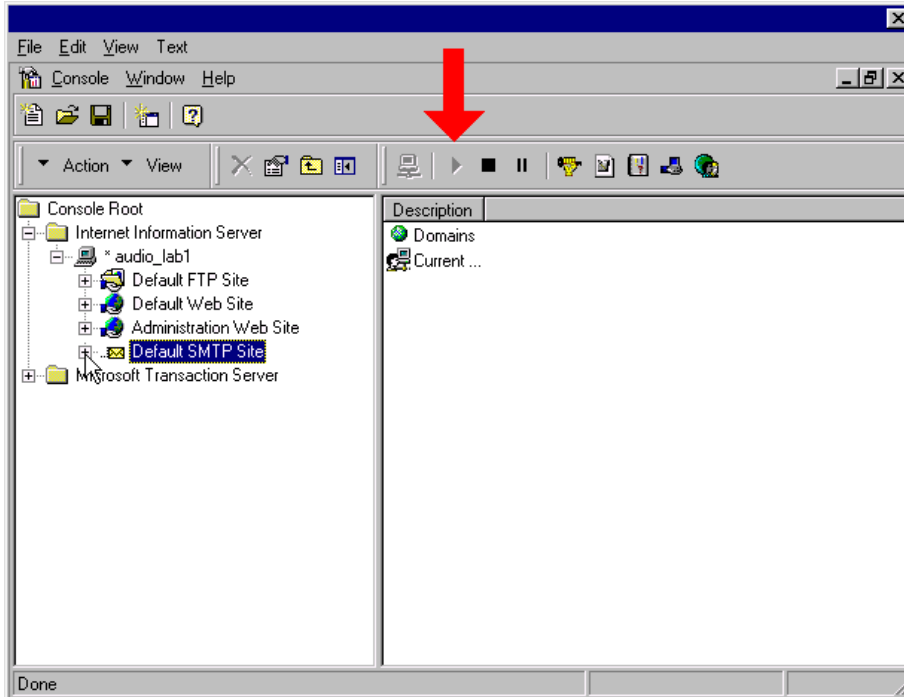 File Edit View Text
Console Window Help
Action View
Console Root
Description
Internet Information Server
Domains
* audio_lab1
Current ...
Default FTP Site
Default Web Site
Administration Web Site
Default SMTP Site
Microsoft Transaction Server
Done